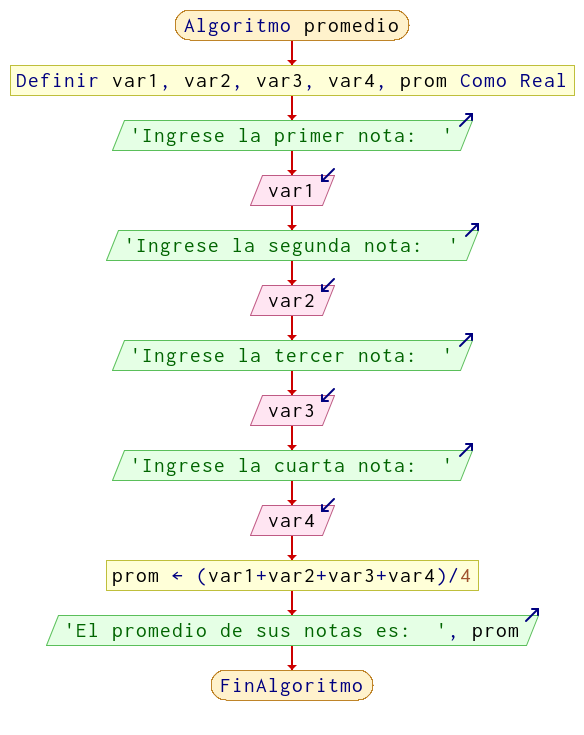 Algoritmo promedio
Definir var1, var2, var3, var4, prom Como Real
'Ingrese la primer nota:  '
var1
'Ingrese la segunda nota:  '
var2
'Ingrese la tercer nota:  '
var3
'Ingrese la cuarta nota:  '
var4
prom ← (var1+var2+var3+var4)/4
'El promedio de sus notas es:  ', prom
FinAlgoritmo